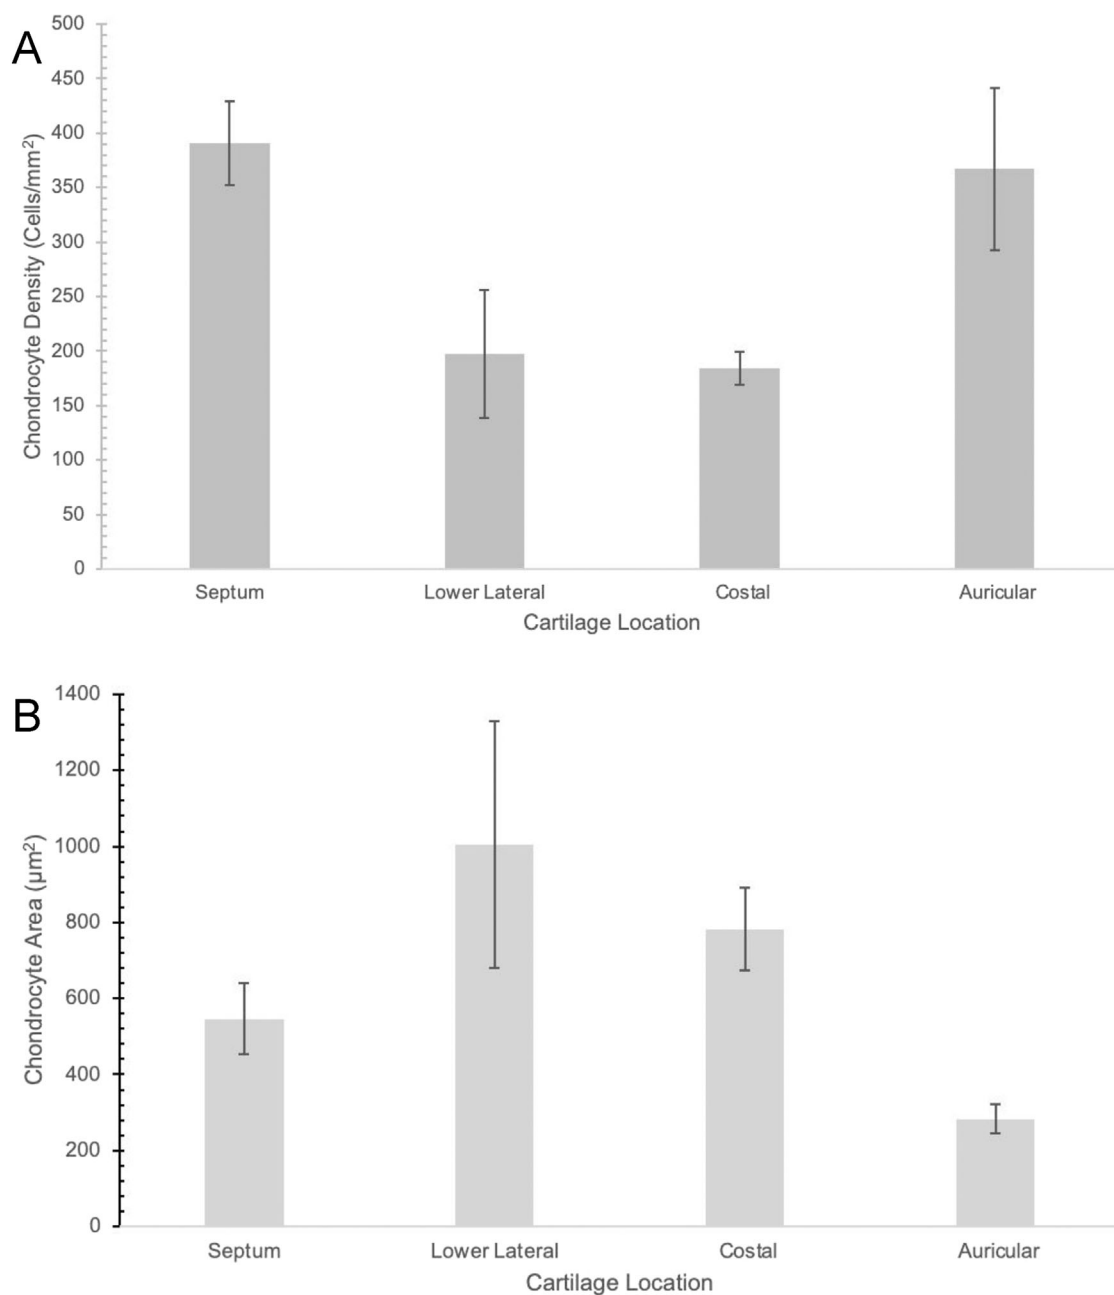 A
500
450
400
350
300
250
200
150
100
50
0
Chondrocyte Density (Cells/mm²)
Septum Lower Lateral Costal Auricular
Cartilage Location
B
1400
1200
1000
800
600
400
200
0
Chondrocyte Area (µm²)
Septum Lower Lateral Costal Auricular
Cartilage Location